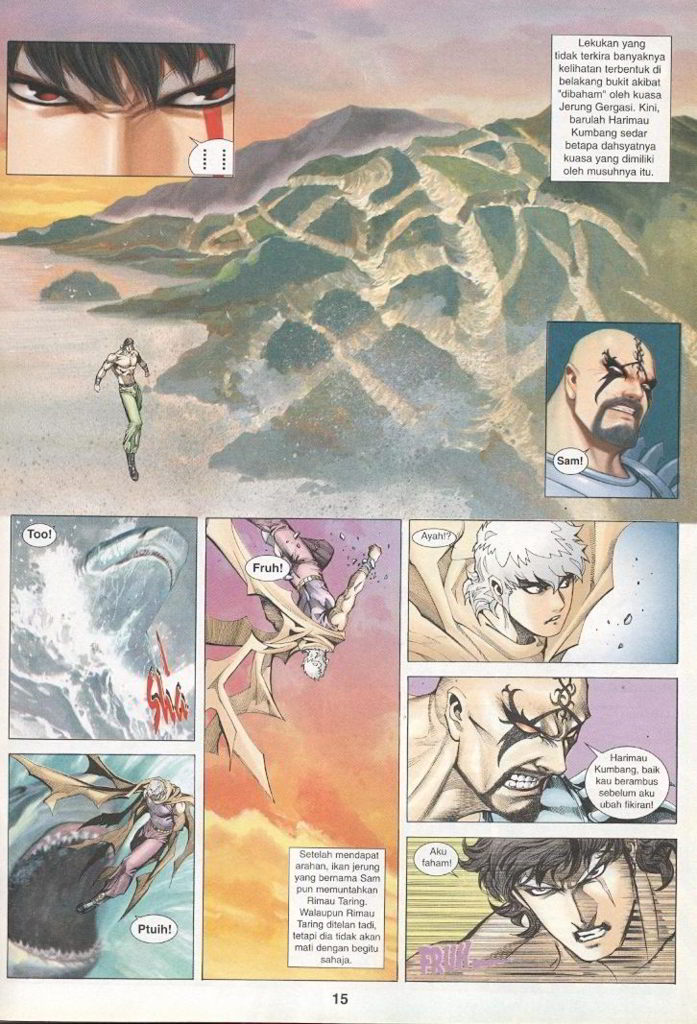 Lekukan yang
tidak terkira banyaknya
kelihatan terbentuk di
belakang bukit akibat
"dibaham" oleh kuasa
Jerung Gergasi. Kini,
barulah Harimau
Kumbang sedar
betapa dahsyatnya
kuasa yang dimiliki
oleh musuhnya itu.
Sam!
Too!
Sha
Ptuih!
Fruh!
Setelah mendapat
arahan, ikan jerung
yang bernama Sam
pun memuntahkan
Rimau Taring.
Walaupun Rimau
Taring ditelan tadi,
tetapi dia tidak akan
mati dengan begitu
sahaja.
Ayah!?
Harimau
Kumbang, baik
kau berambus
sebelum aku
ubah fikiran!
Aku
faham!
FRUH
15